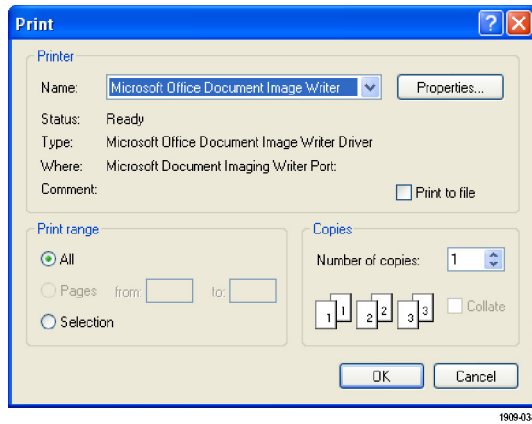 Print
Printer
Name: Microsoft Office Document Image Writer Properties...
Status: Ready
Type: Microsoft Office Document Image Writer Driver
Where: Microsoft Document Imaging Writer Port:
Comment: Print to file
Print range
All
Pages from: to:
Selection
Copies
Number of copies: 1
1 1 2 2 3 3 Collate
OK Cancel
1909-03